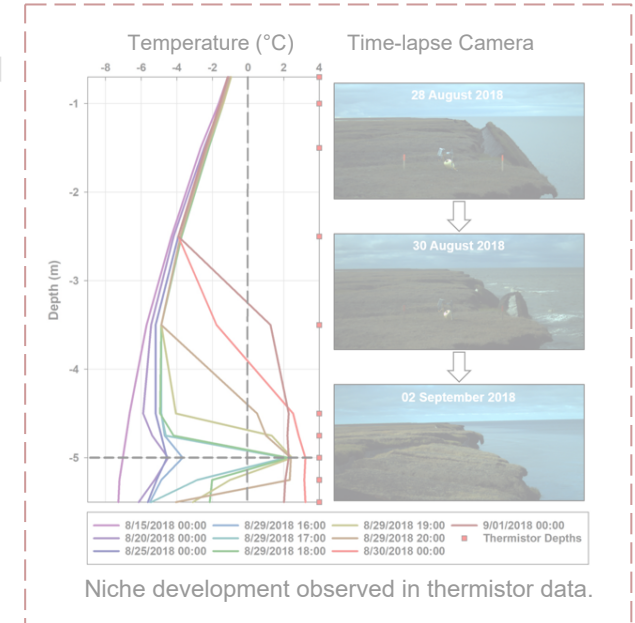 Temperature (°C)
Time-lapse Camera
-8 -6 -4 -2 0 2 4
-1
-2
-3
-4
-5
Depth (m)
28 August 2018
30 August 2018
02 September 2018
8/15/2018 00:00 8/29/2018 16:00 8/29/2018 19:00 9/01/2018 00:00
8/20/2018 00:00 8/29/2018 17:00 8/29/2018 20:00 Thermistor Depths
8/25/2018 00:00 8/29/2018 18:00 8/30/2018 00:00
Niche development observed in thermistor data.